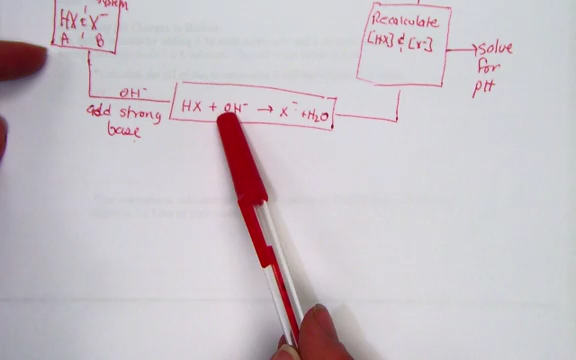 HX & X⁻
A B
OH⁻
add strong
base
HX + OH⁻ → X⁻ + H₂O
Recalculate
[HX] & [X⁻]
solve
for
pH